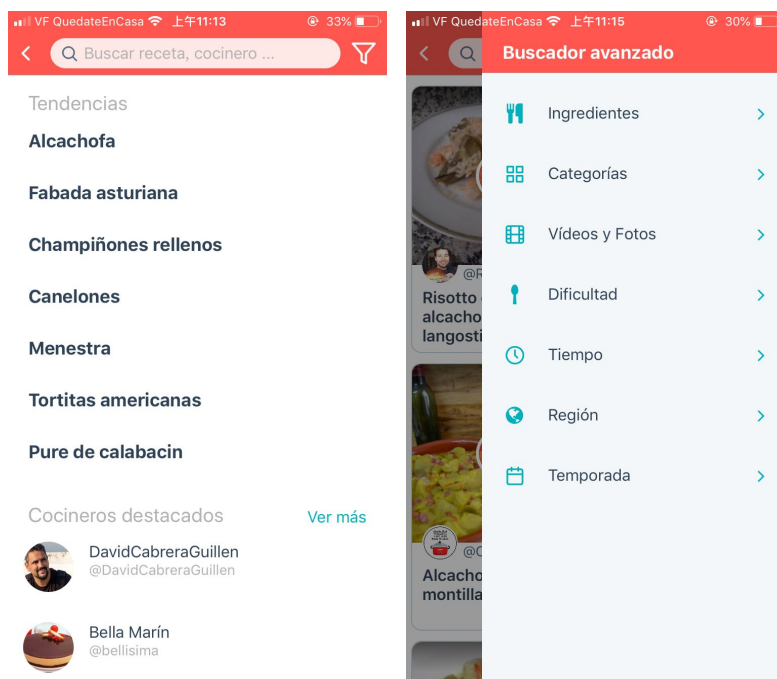 VF QuedateEnCasa 上午11:13 33%
Buscar receta, cocinero ...
Tendencias
Alcachofa
Fabada asturiana
Champiñones rellenos
Canelones
Menestra
Tortitas americanas
Pure de calabacin
Cocineros destacados Ver más
DavidCabreraGuillen
@DavidCabreraGuillen
Bella Marín
@bellisima
VF QuedateEnCasa 上午11:15 30%
Buscador avanzado
Ingredientes
Categorías
Vídeos y Fotos
Dificultad
Tiempo
Región
Temporada
@R
Risotto
alcacho
langosti
@C
Alcacho
montilla